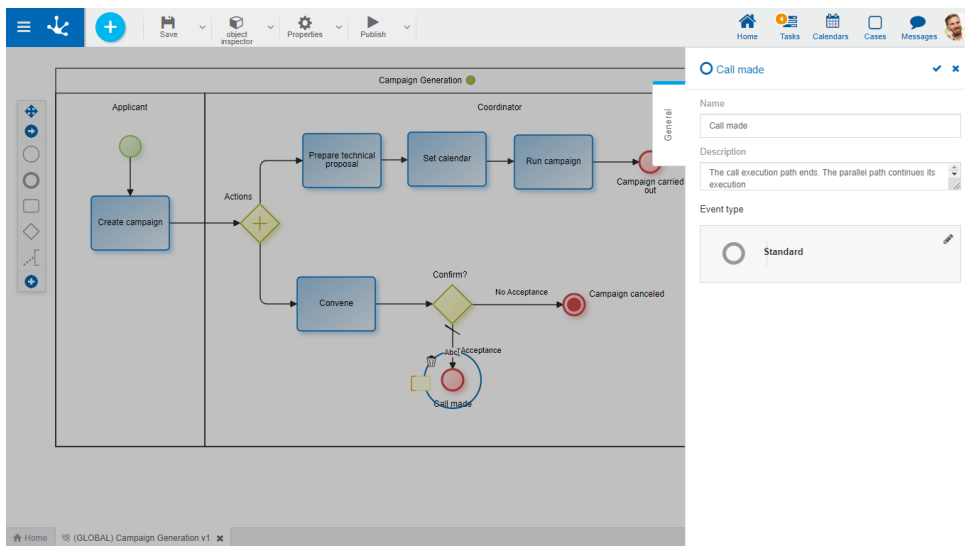 Save
object
inspector
Properties
Publish
Home
4
Tasks
Calendars
Cases
Messages
Campaign Generation
Applicant
Coordinator
Create campaign
Actions
Prepare technical
proposal
Set calendar
Run campaign
Campaign carried
out
Convene
Confirm?
No Acceptance
Campaign canceled
Abc
Acceptance
Call made
General
Call made
Name
Call made
Description
The call execution path ends. The parallel path continues its
execution
Event type
Standard
Home
(GLOBAL) Campaign Generation v1